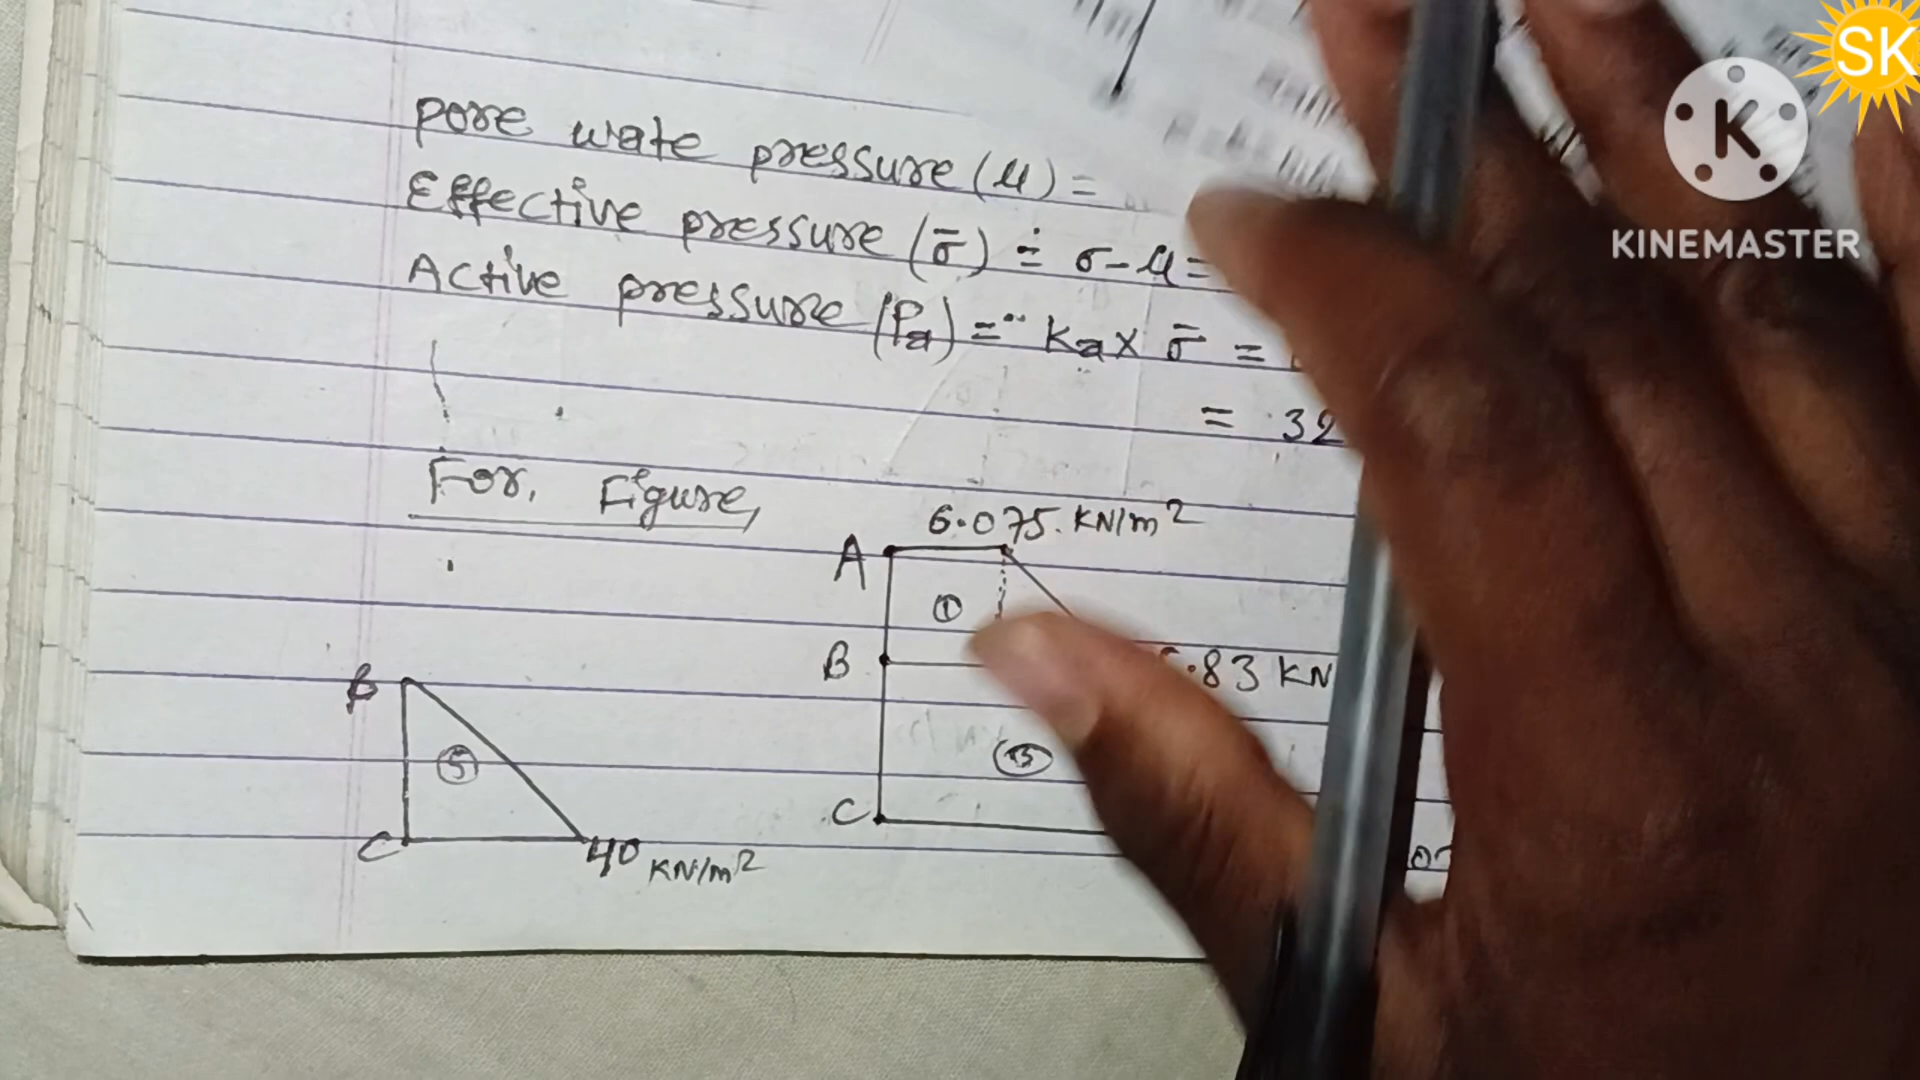 SK
K
KINEMASTER
pore wate pressure (u) =
Effective pressure (σ̄) = σ - u =
Active pressure (Pa) = ka x σ̄ =
= 32
For, Figure,
6.075. KN/m²
A
①
B
.83 KN
B
⑤
③
C
C
40 KN/m²